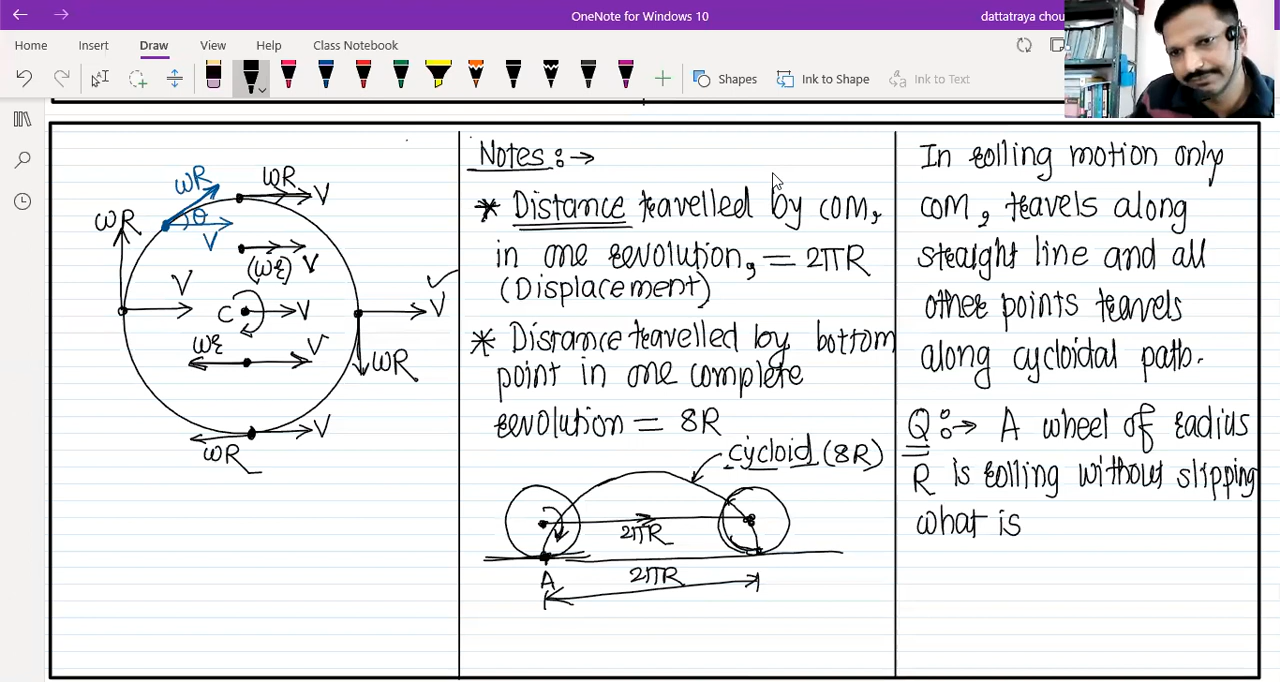 OneNote for Windows 10
dattatraya chou
Home Insert Draw View Help Class Notebook
Shapes Ink to Shape Ink to Text
ωR
ωR V
ωR θ
V
(ωr) V
V
C V
V
ωR
ωr V
V
ωR
Notes :→
* Distance travelled by COM,
in one revolution, = 2πR
(Displacement)
* Distance travelled by bottom
point in one complete
revolution = 8R
cycloid (8R)
2πR
A 2πR
In rolling motion only
COM, travels along
straight line and all
other points travels
along cycloidal path.
Q:→ A wheel of radius
R is rolling without slipping
what is